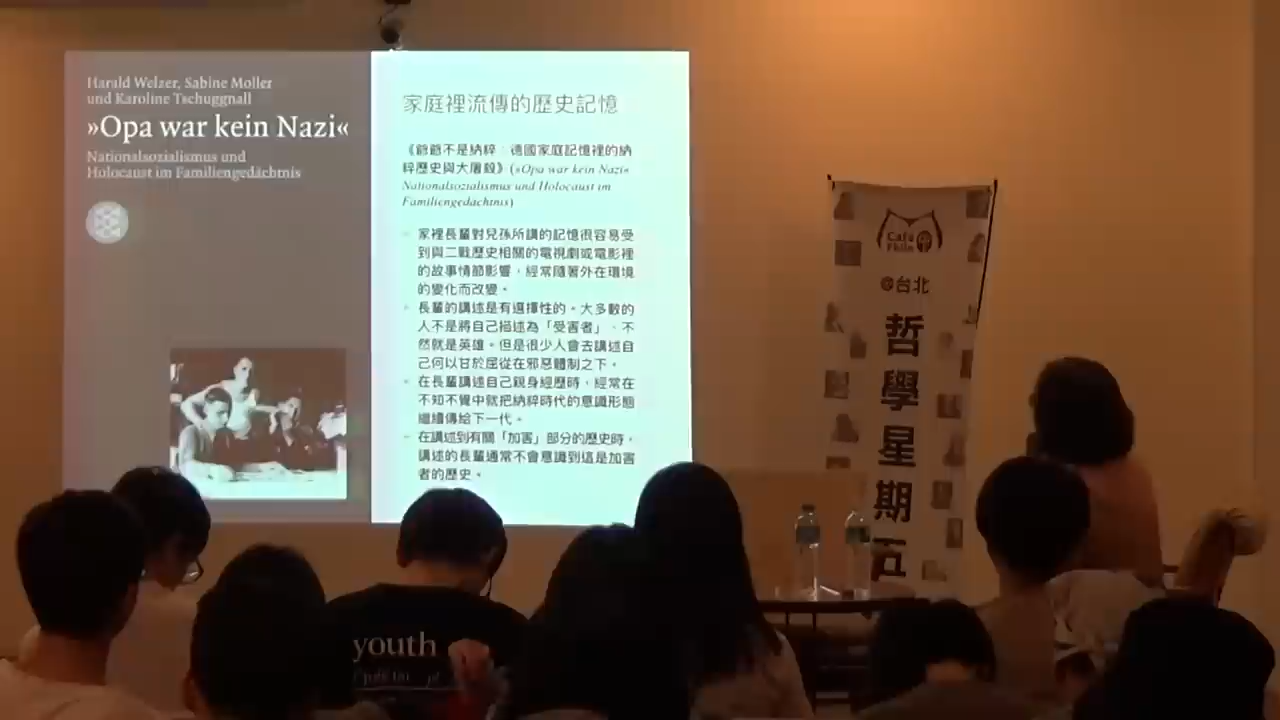 Harald Welzer, Sabine Moller
und Karoline Tschuggnall
»Opa war kein Nazi«
Nationalsozialismus und
Holocaust im Familiengedächtnis
家庭裡流傳的歷史記憶
《爺爺不是納粹：德國家庭記憶裡的納
粹歷史與大屠殺》(»Opa war kein Nazi«
Nationalsozialismus und Holocaust im
Familiengedächtnis)
家裡長輩對兒孫所講的記憶很容易受
到與二戰歷史相關的電視劇或電影裡
的故事情節影響，經常隨著外在環境
的變化而改變。
長輩的講述是有選擇性的。大多數的
人不是將自己描述為「受害者」，不
然就是英雄。但是很少人會去講述自
己何以甘於屈從在邪惡體制之下。
在長輩講述自己親身經歷時，經常在
不知不覺中就把納粹時代的意識形態
繼續傳給下一代。
在講述到有關「加害」部分的歷史時，
講述的長輩通常不會意識到這是加害
者的歷史。
Café
Philo
@台北
哲學星期五
youth